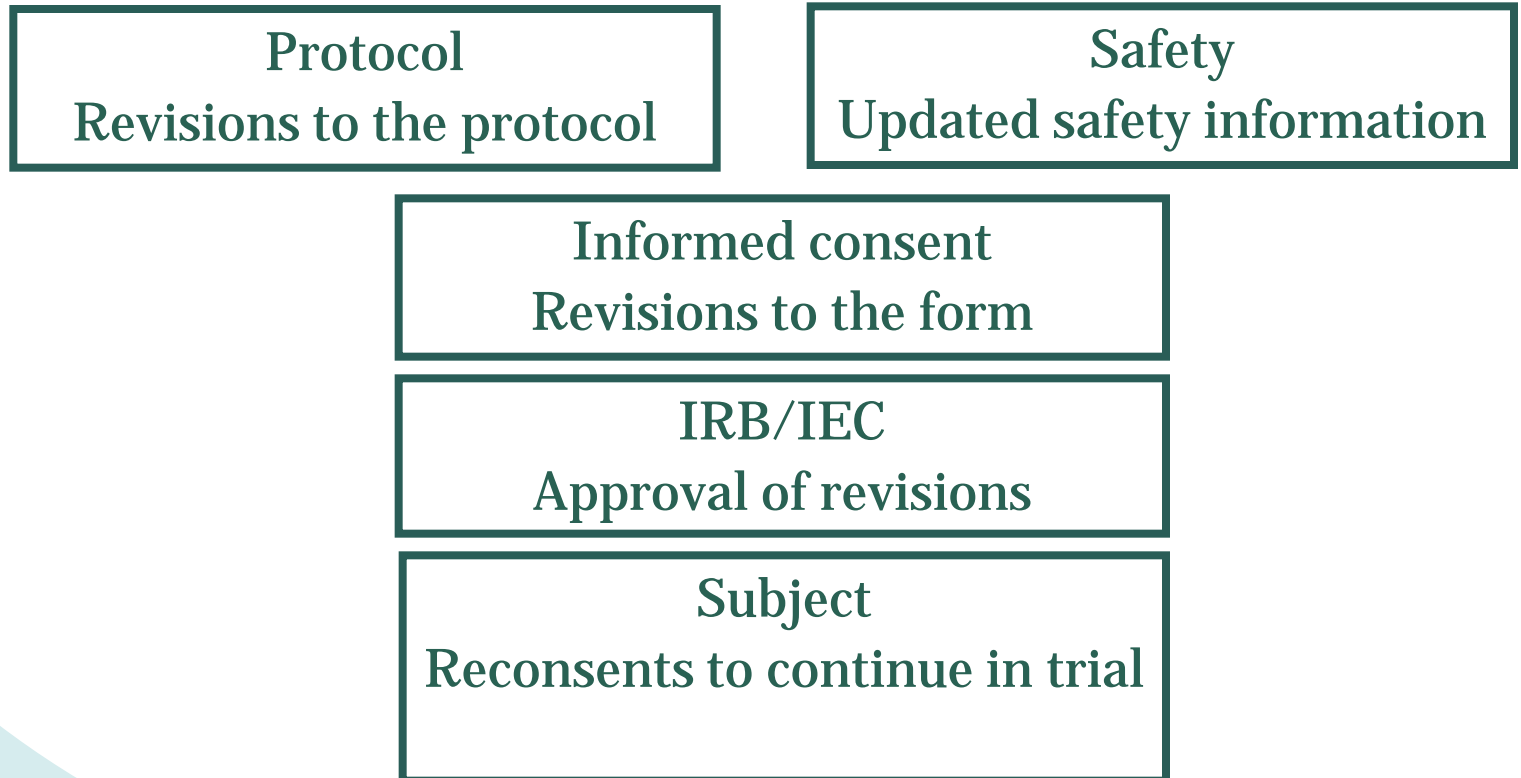 Protocol
Revisions to the protocol
Safety
Updated safety information
Informed consent
Revisions to the form
IRB/IEC
Approval of revisions
Subject
Reconsents to continue in trial